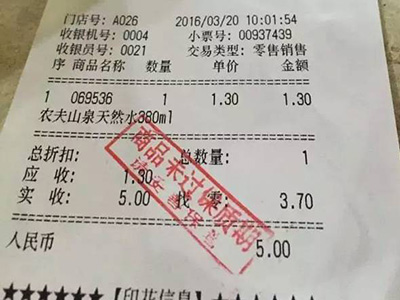 门店号: A026 2016/03/20 10:01:54
收银机号: 0004 小票号: 00937439
收银员号: 0021 交易类型: 零售销售
序 商品名称 数量 单价 金额
1 069536 1 1.30 1.30
农夫山泉天然水380ml
总折扣: 总数量: 1
应 收: 1.30
实 收: 5.00 找 零: 3.70
商品未过保质期
人民币 5.00
★★★★★★【印花信息】★★★★★★